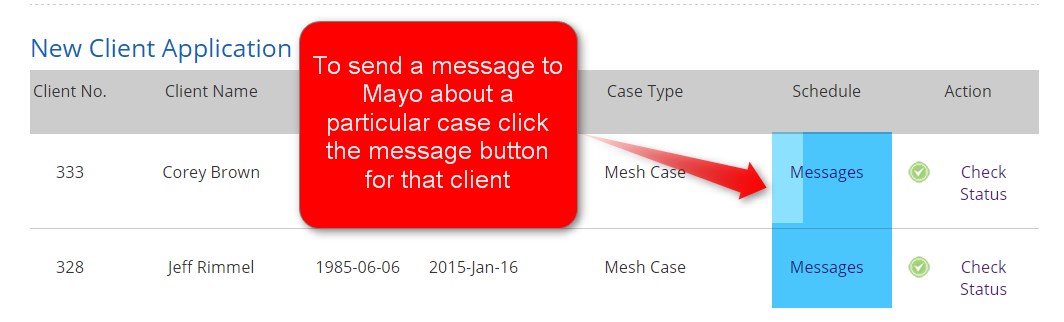 New Client Application
Client No. Client Name Case Type Schedule Action
To send a message to
Mayo about a
particular case click
the message button
for that client
333 Corey Brown Mesh Case Messages Check
Status
328 Jeff Rimmel 1985-06-06 2015-Jan-16 Mesh Case Messages Check
Status